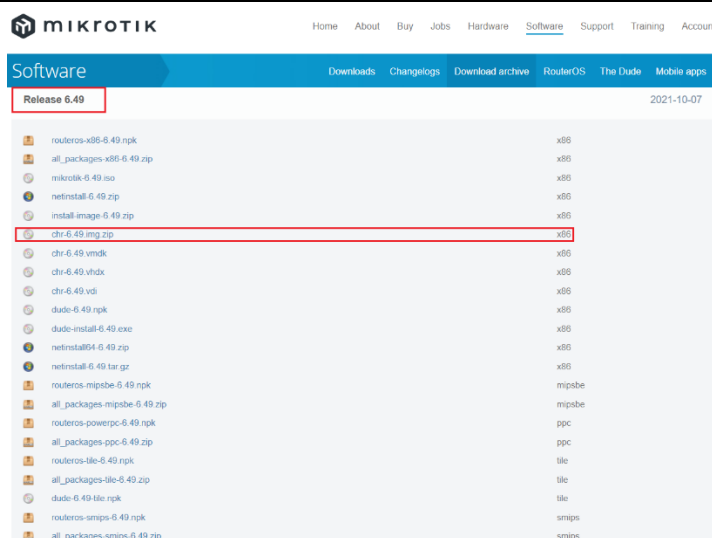 mikrotik
Home About Buy Jobs Hardware Software Support Training Accoun
Software
Downloads Changelogs Download archive RouterOS The Dude Mobile apps
Release 6.49 2021-10-07
routeros-x86-6.49.npk x86
all_packages-x86-6.49.zip x86
mikrotik-6.49.iso x86
netinstall-6.49.zip x86
install-image-6.49.zip x86
chr-6.49.img.zip x86
chr-6.49.vmdk x86
chr-6.49.vhdx x86
chr-6.49.vdi x86
dude-6.49.npk x86
dude-install-6.49.exe x86
netinstall64-6.49.zip x86
netinstall-6.49.tar.gz x86
routeros-mipsbe-6.49.npk mipsbe
all_packages-mipsbe-6.49.zip mipsbe
routeros-powerpc-6.49.npk ppc
all_packages-ppc-6.49.zip ppc
routeros-tile-6.49.npk tile
all_packages-tile-6.49.zip tile
dude-6.49-tile.npk tile
routeros-smips-6.49.npk smips
all_packages-smips-6.49.zip smips